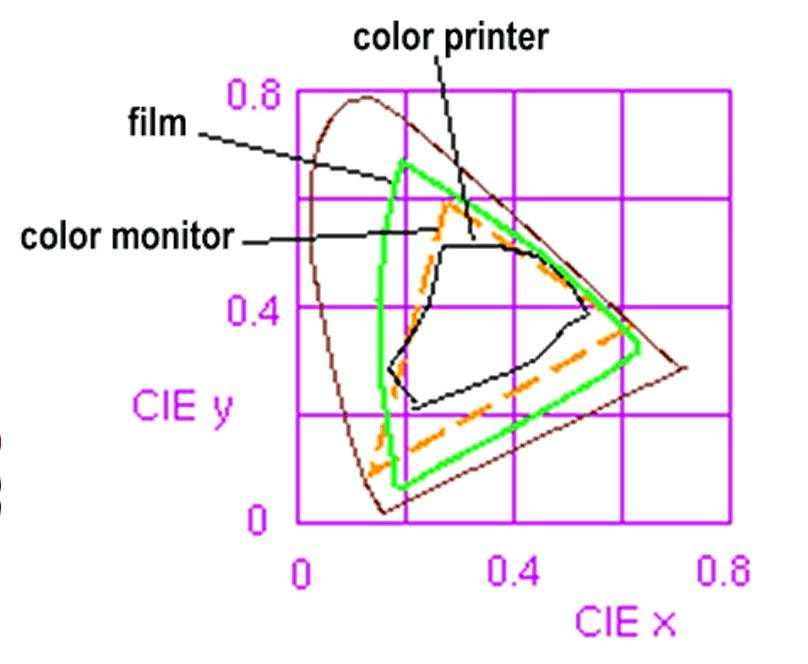 color printer
0.8
film
color monitor
0.4
CIE y
0
0
0.4
0.8
CIE x